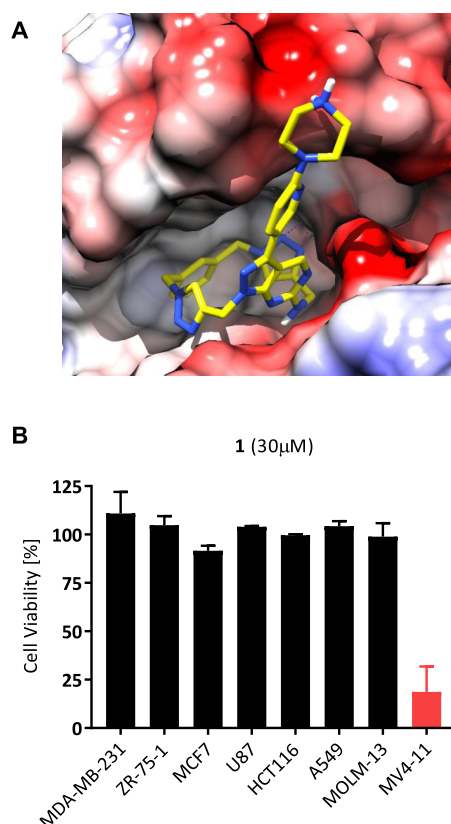 A
B
1 (30μM)
Cell Viability [%]
125
100
75
50
25
0
MDA-MB-231
ZR-75-1
MCF7
U87
HCT116
A549
MOLM-13
MV4-11